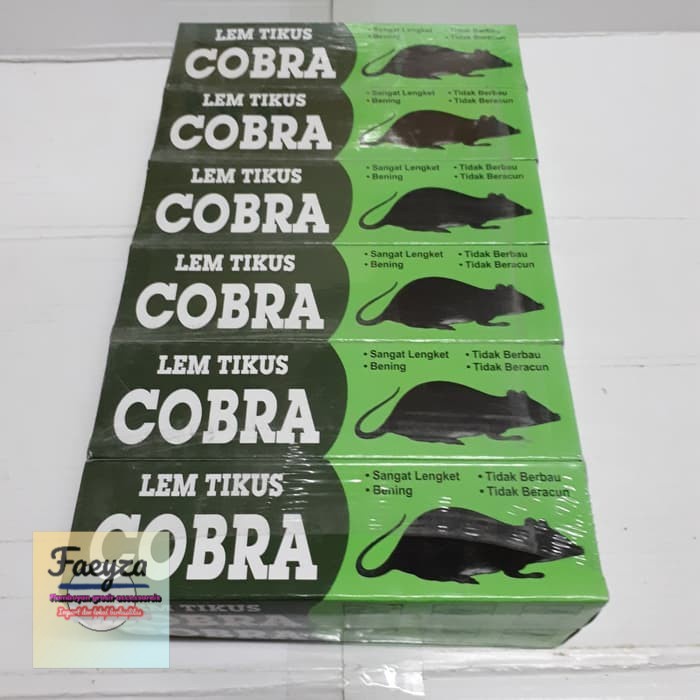 LEM TIKUS
COBRA
• Sangat Lengket • Tidak Berbau
• Bening • Tidak Beracun
LEM TIKUS
COBRA
• Sangat Lengket • Tidak Berbau
• Bening • Tidak Beracun
LEM TIKUS
COBRA
• Sangat Lengket • Tidak Berbau
• Bening • Tidak Beracun
LEM TIKUS
COBRA
• Sangat Lengket • Tidak Berbau
• Bening • Tidak Beracun
LEM TIKUS
COBRA
• Sangat Lengket • Tidak Berbau
• Bening • Tidak Beracun
LEM TIKUS
COBRA
• Sangat Lengket • Tidak Berbau
• Bening • Tidak Beracun
Faeyza
LEM TIKUS